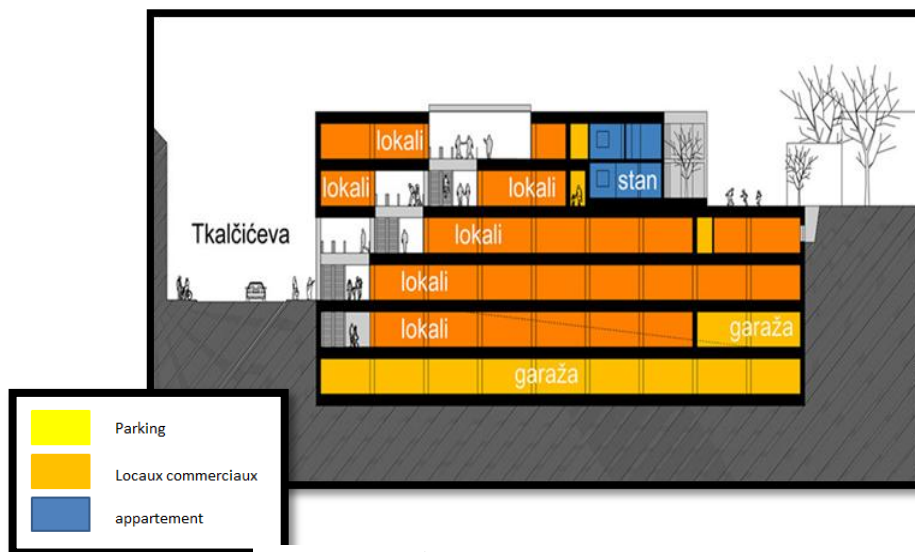 lokali
lokali
lokali
stan
Tkalčićeva
lokali
lokali
lokali
garaža
garaža
Parking
Locaux commerciaux
appartement